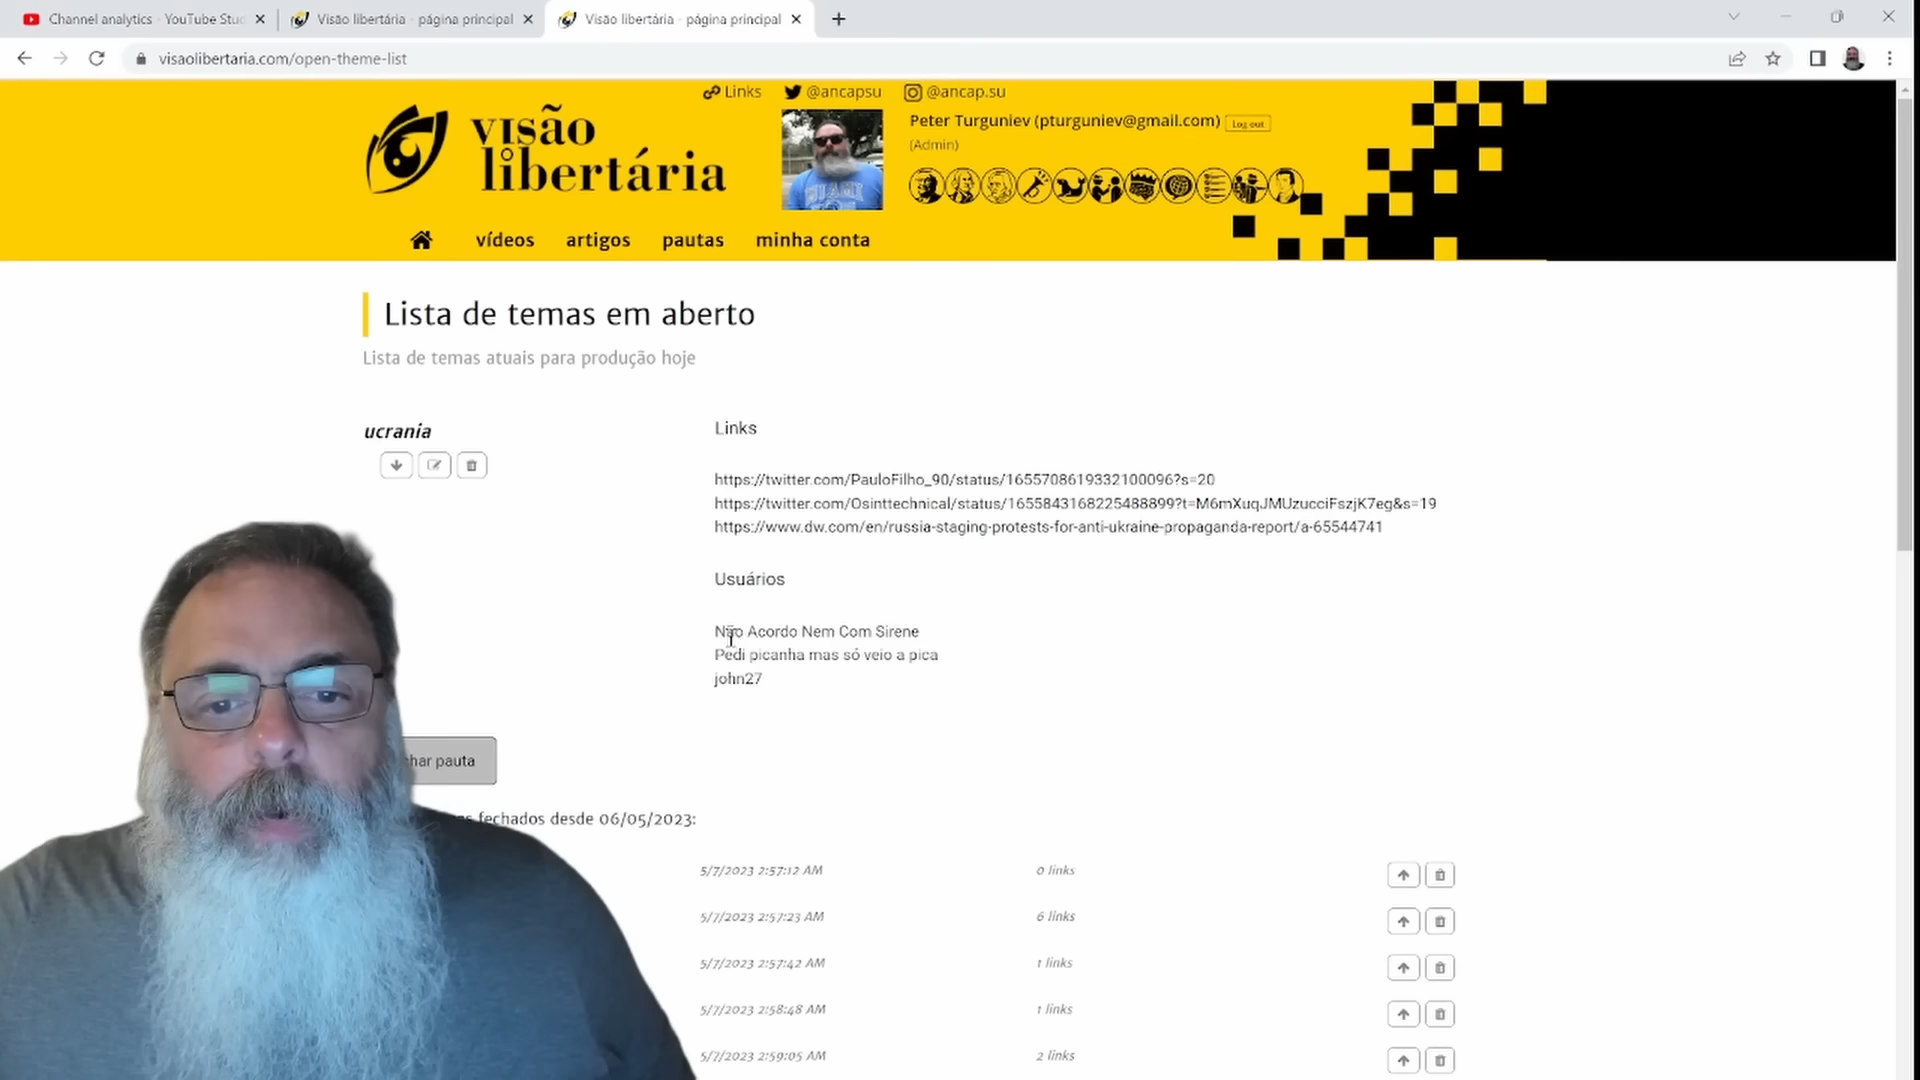 Channel analytics - YouTube Stu
Visão libertária - página principal
Visão libertária - página principal
visaolibertaria.com/open-theme-list
Links
@ancapsu
@ancap.su
visão
libertária
Peter Turguniev (pturguniev@gmail.com)
Log out
(Admin)
vídeos
artigos
pautas
minha conta
Lista de temas em aberto
Lista de temas atuais para produção hoje
ucrania
Links
https://twitter.com/PauloFilho_90/status/1655708619332100096?s=20
https://twitter.com/Osinttechnical/status/1655843168225488899?t=M6mXuqJMUzucciFszjK7eg&s=19
https://www.dw.com/en/russia-staging-protests-for-anti-ukraine-propaganda-report/a-65544741
Usuários
Não Acordo Nem Com Sirene
Pedi picanha mas só veio a pica
john27
har pauta
fechados desde 06/05/2023:
5/7/2023 2:57:12 AM
0 links
5/7/2023 2:57:23 AM
6 links
5/7/2023 2:57:42 AM
1 links
5/7/2023 2:58:48 AM
1 links
5/7/2023 2:59:05 AM
2 links